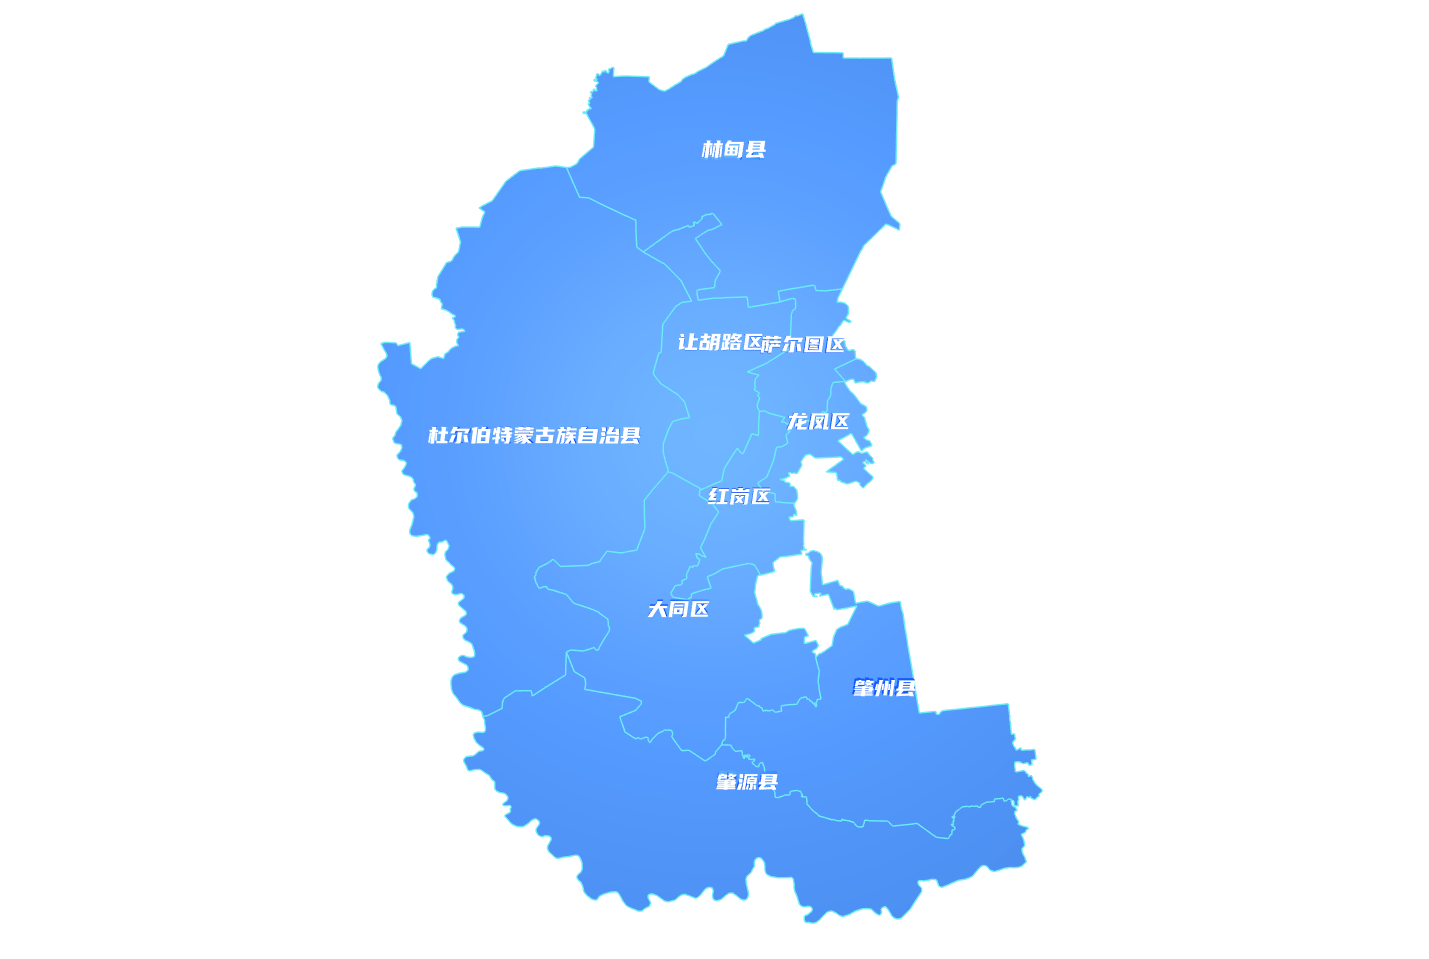 林甸县
让胡路区
萨尔图区
龙凤区
杜尔伯特蒙古族自治县
红岗区
大同区
肇州县
肇源县